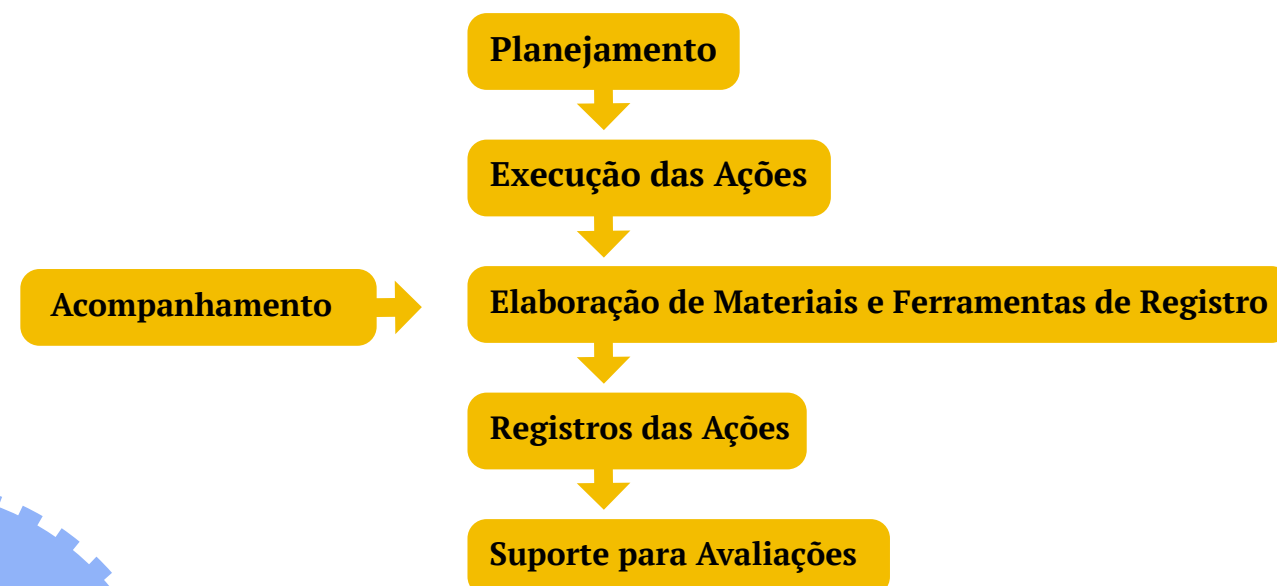 Planejamento
Execução das Ações
Acompanhamento
Elaboração de Materiais e Ferramentas de Registro
Registros das Ações
Suporte para Avaliações